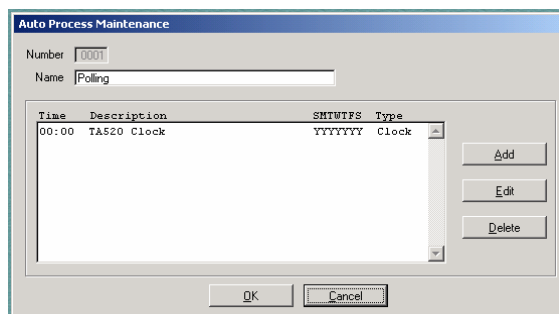 Auto Process Maintenance
Number 0001
Name Polling
Time Description SMTWTFS Type
00:00 TA520 Clock YYYYYYY Clock
Add
Edit
Delete
OK Cancel